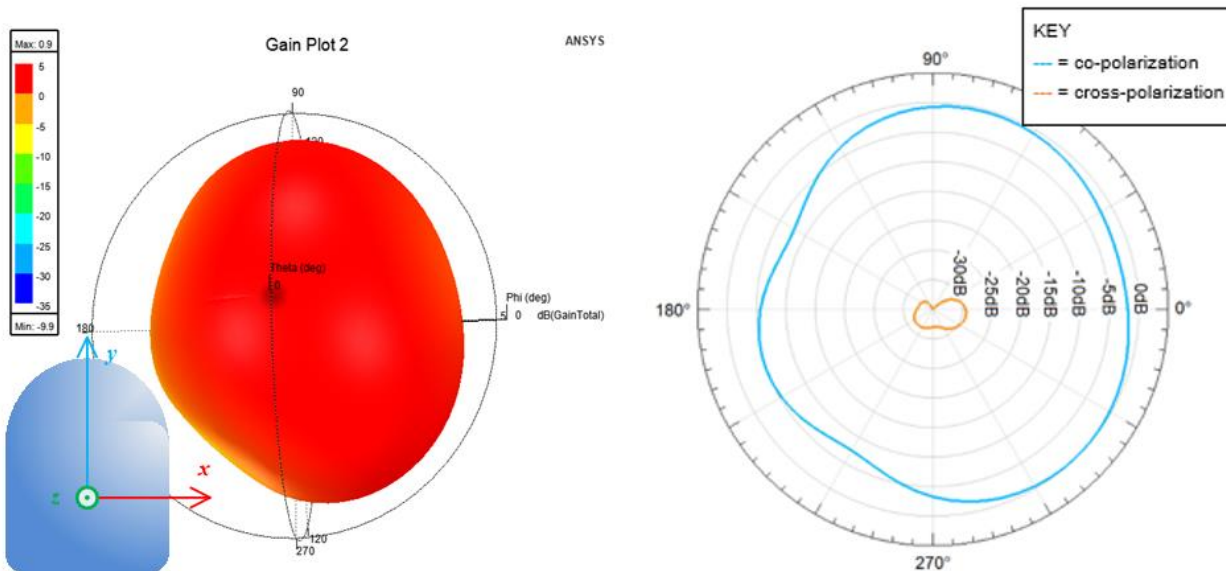 Max: 0.9
5
0
-5
-10
-15
-20
-25
-30
-35
Min: -9.9
Gain Plot 2
ANSYS
90
120
Theta (deg)
0
Phi (deg)
5 0 dB(GainTotal)
180
120
270
y
x
z
KEY
--- = co-polarization
--- = cross-polarization
90°
180°
-30dB
-25dB
-20dB
-15dB
-10dB
-5dB
0dB
0°
270°